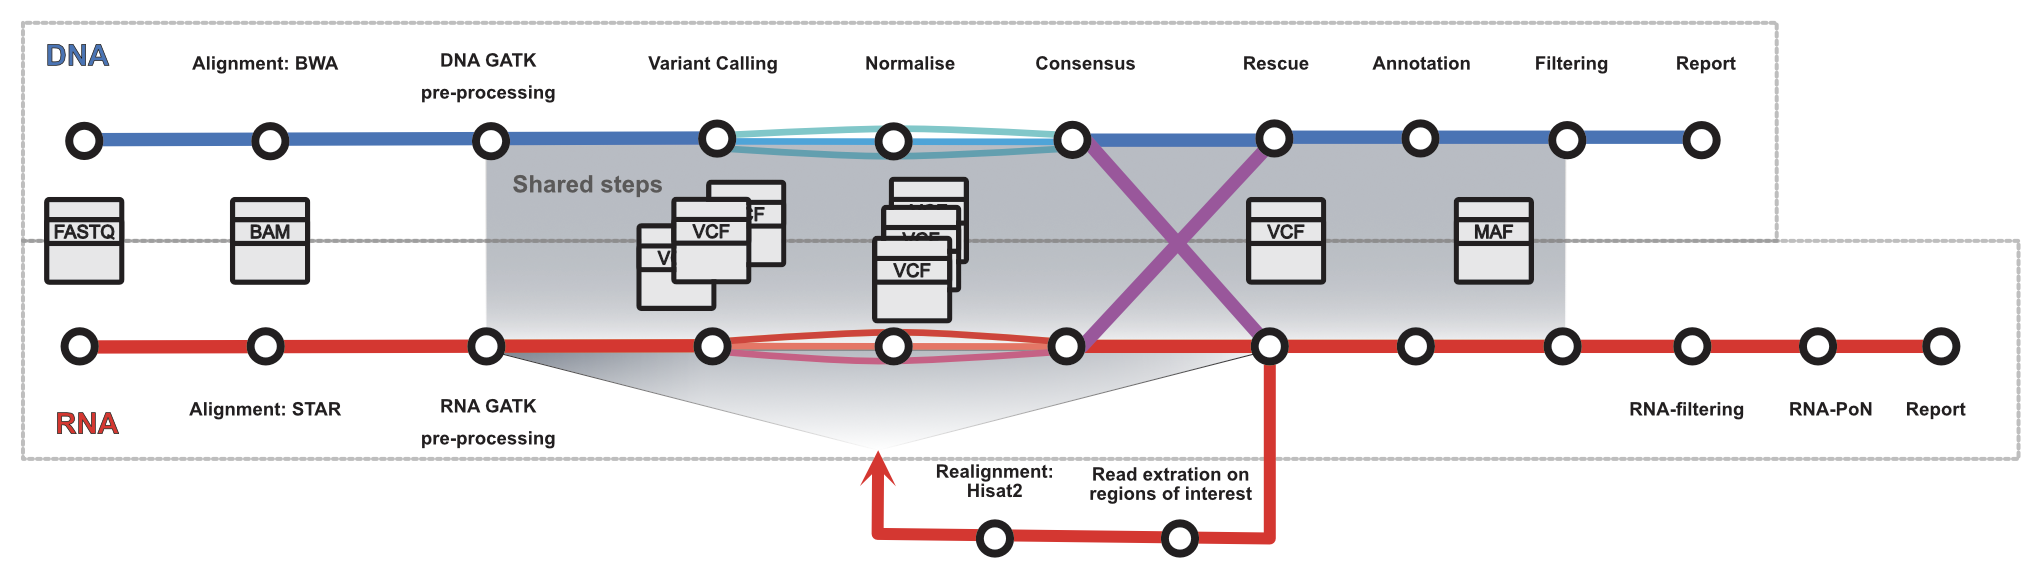 DNA
Alignment: BWA
DNA GATK
pre-processing
Variant Calling
Normalise
Consensus
Rescue
Annotation
Filtering
Report
Shared steps
FASTQ
BAM
VCF
VCF
VCF
MAF
RNA
Alignment: STAR
RNA GATK
pre-processing
RNA-filtering
RNA-PoN
Report
Realignment:
Hisat2
Read extration on
regions of interest